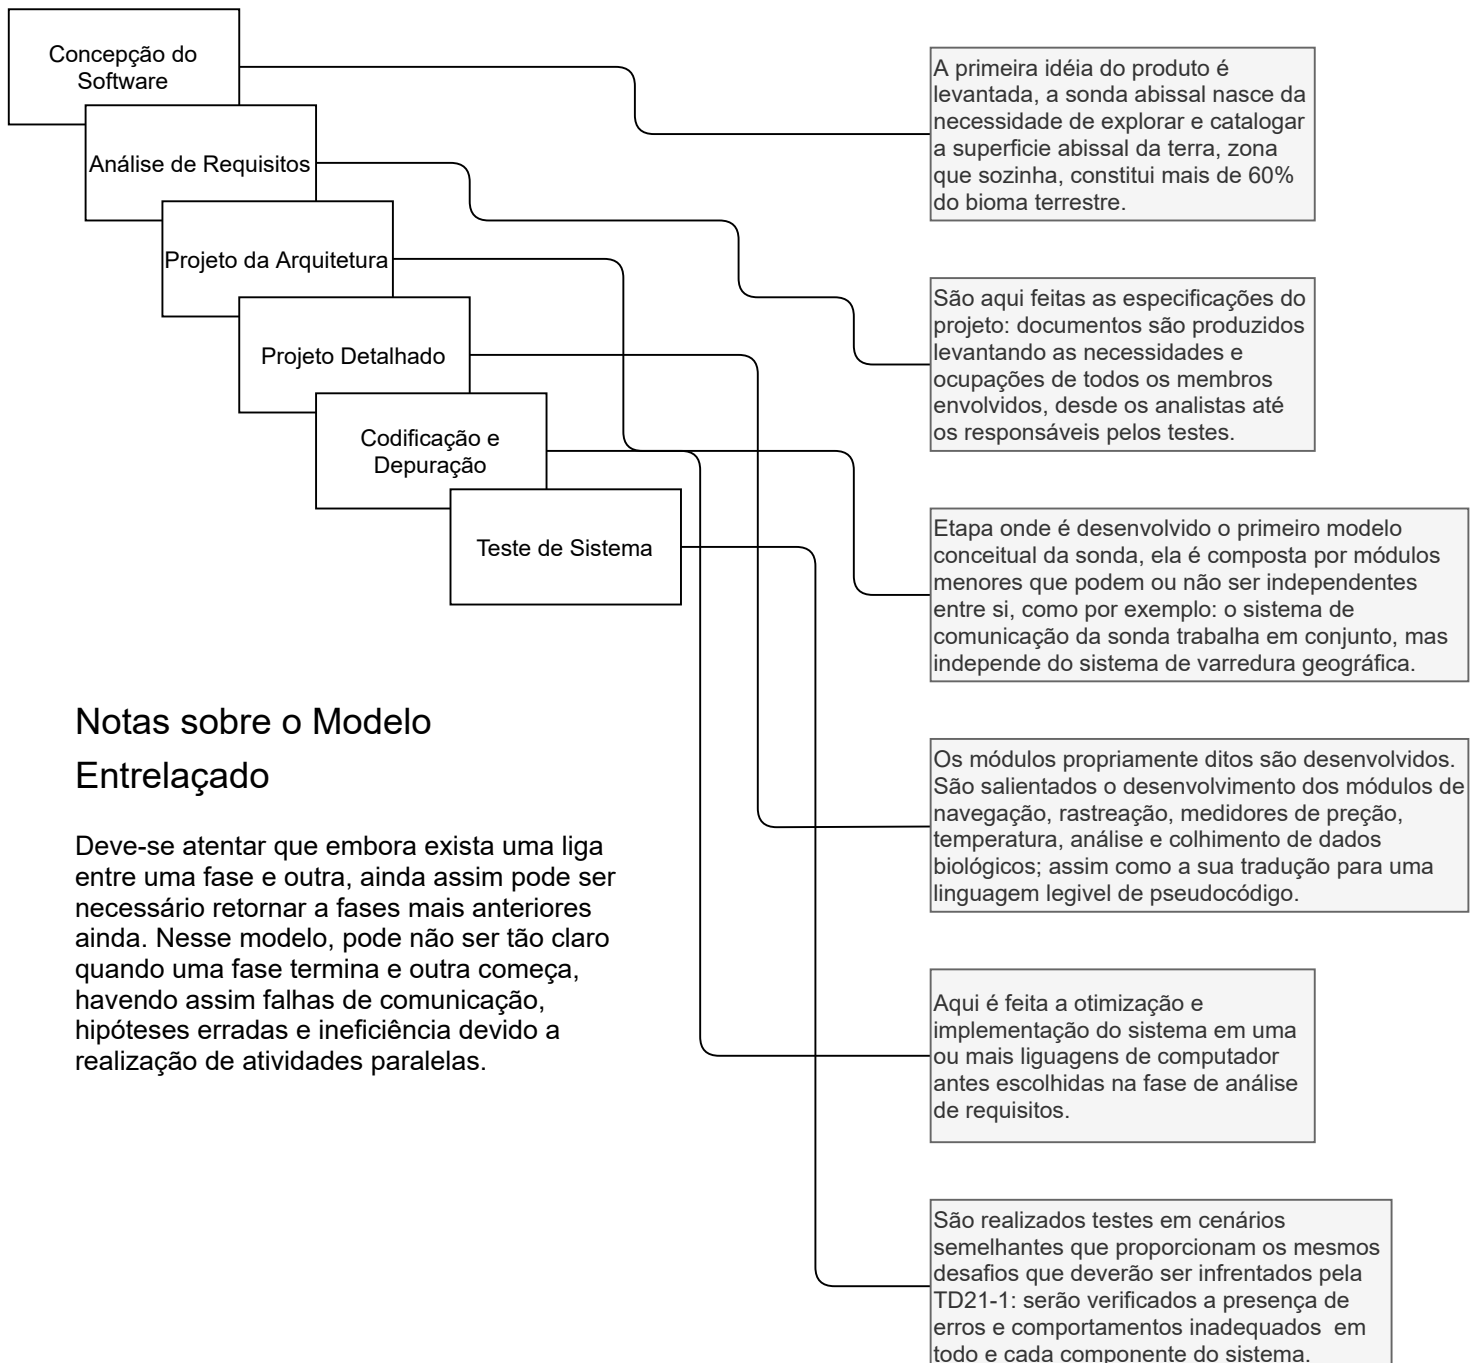 Concepção do
Software
Análise de Requisitos
Projeto da Arquitetura
Projeto Detalhado
Codificação e
Depuração
Teste de Sistema
A primeira idéia do produto é
levantada, a sonda abissal nasce da
necessidade de explorar e catalogar
a superficie abissal da terra, zona
que sozinha, constitui mais de 60%
do bioma terrestre.
São aqui feitas as especificações do
projeto: documentos são produzidos
levantando as necessidades e
ocupações de todos os membros
envolvidos, desde os analistas até
os responsáveis pelos testes.
Etapa onde é desenvolvido o primeiro modelo
conceitual da sonda, ela é composta por módulos
menores que podem ou não ser independentes
entre si, como por exemplo: o sistema de
comunicação da sonda trabalha em conjunto, mas
independe do sistema de varredura geográfica.
Os módulos propriamente ditos são desenvolvidos.
São salientados o desenvolvimento dos módulos de
navegação, rastreação, medidores de preção,
temperatura, análise e colhimento de dados
biológicos; assim como a sua tradução para uma
linguagem legivel de pseudocódigo.
Aqui é feita a otimização e
implementação do sistema em uma
ou mais liguagens de computador
antes escolhidas na fase de análise
de requisitos.
São realizados testes em cenários
semelhantes que proporcionam os mesmos
desafios que deverão ser infrentados pela
TD21-1: serão verificados a presença de
erros e comportamentos inadequados  em
todo e cada componente do sistema.
Notas sobre o Modelo
Entrelaçado
Deve-se atentar que embora exista uma liga
entre uma fase e outra, ainda assim pode ser
necessário retornar a fases mais anteriores
ainda. Nesse modelo, pode não ser tão claro
quando uma fase termina e outra começa,
havendo assim falhas de comunicação,
hipóteses erradas e ineficiência devido a
realização de atividades paralelas.